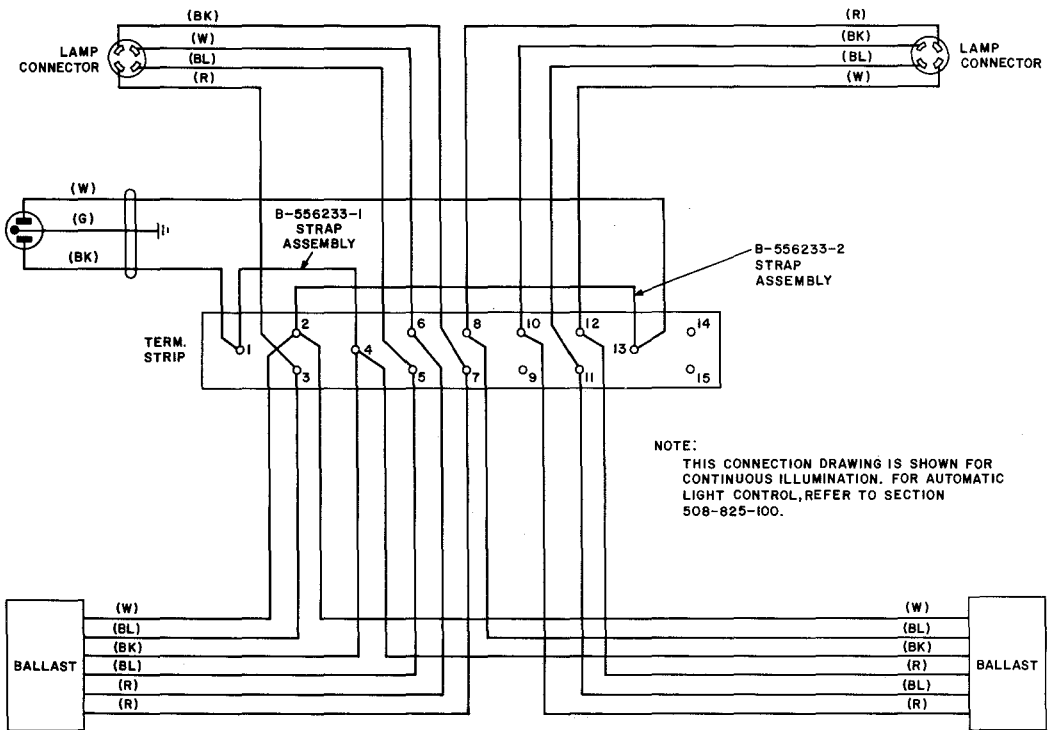 (BK)
(W)
(BL)
(R)
LAMP
CONNECTOR
(R)
(BK)
(BL)
(W)
LAMP
CONNECTOR
(W)
(G)
(BK)
B-556233-1
STRAP
ASSEMBLY
B-556233-2
STRAP
ASSEMBLY
TERM.
STRIP
2
6
8
10
12
14
1
4
13
3
5
7
9
11
15
NOTE:
THIS CONNECTION DRAWING IS SHOWN FOR
CONTINUOUS ILLUMINATION. FOR AUTOMATIC
LIGHT CONTROL, REFER TO SECTION
508-825-100.
BALLAST
(W)
(BL)
(BK)
(BL)
(R)
(R)
(W)
(BL)
(BK)
(R)
(BL)
(R)
BALLAST